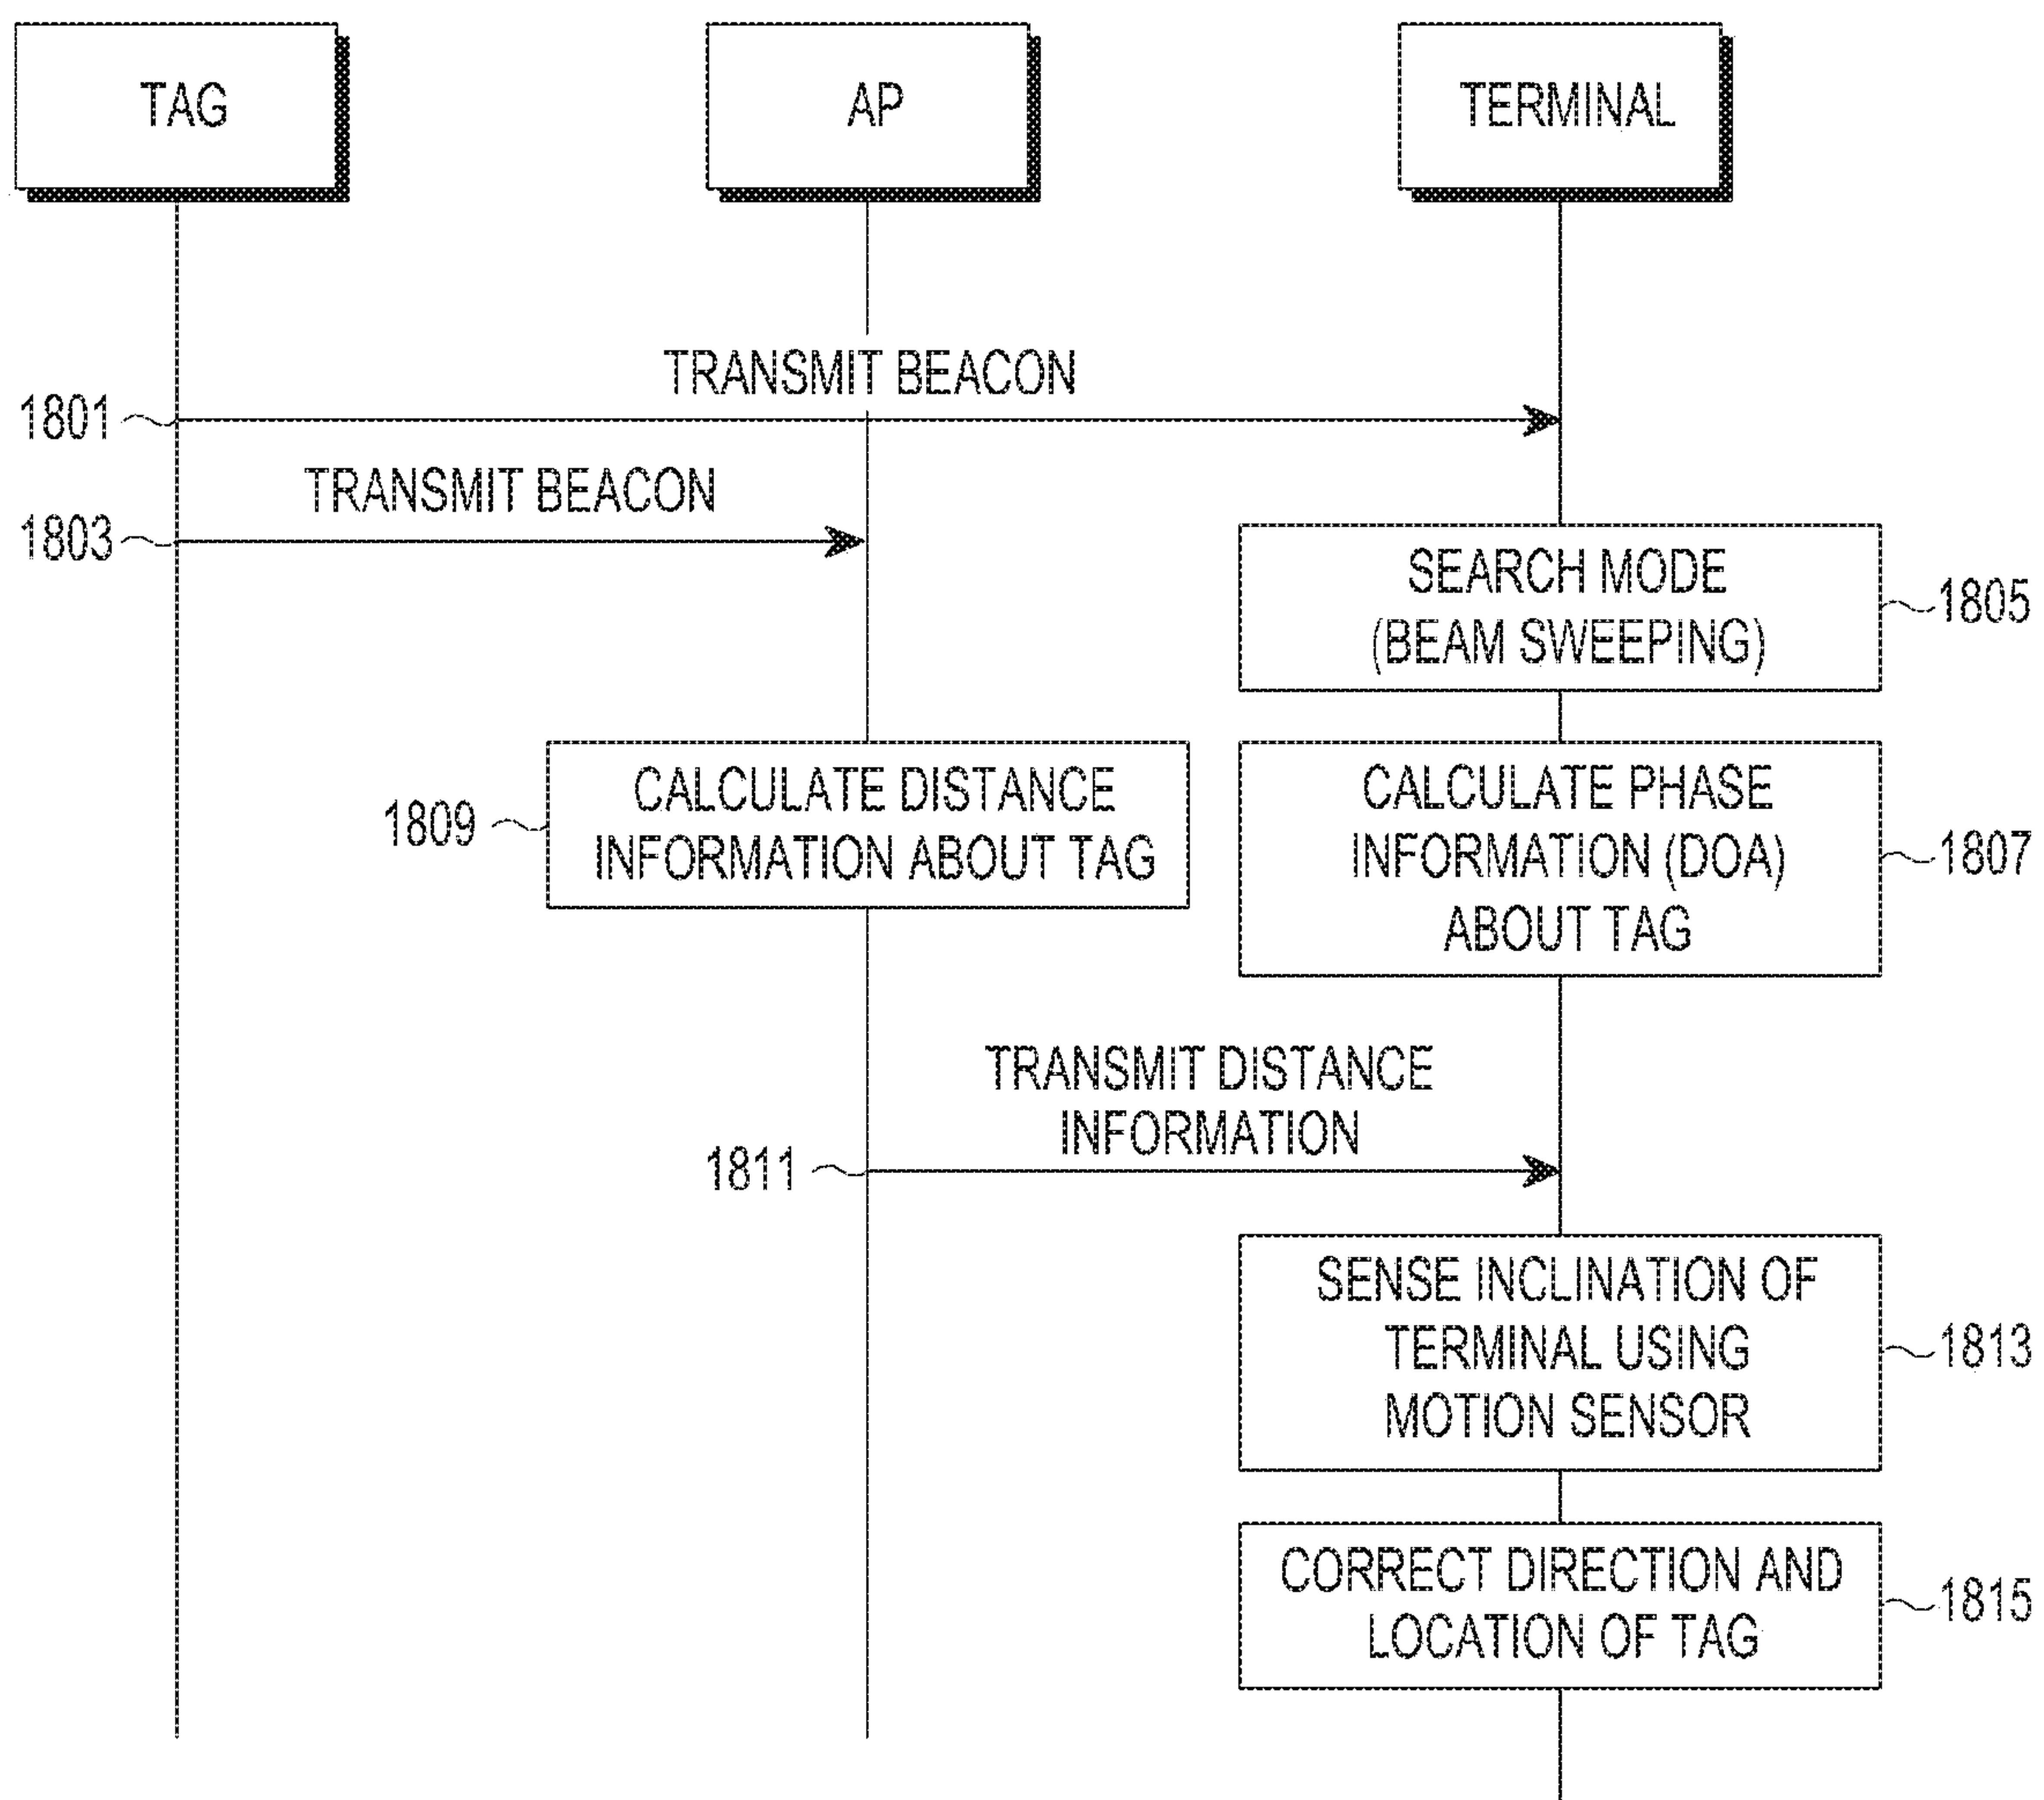 TAG
AP
TERMINAL
TRANSMIT BEACON
1801
TRANSMIT BEACON
1803
SEARCH MODE
(BEAM SWEEPING)
1805
CALCULATE DISTANCE
INFORMATION ABOUT TAG
1809
CALCULATE PHASE
INFORMATION (DOA)
ABOUT TAG
1807
TRANSMIT DISTANCE
INFORMATION
1811
SENSE INCLINATION OF
TERMINAL USING
MOTION SENSOR
1813
CORRECT DIRECTION AND
LOCATION OF TAG
1815